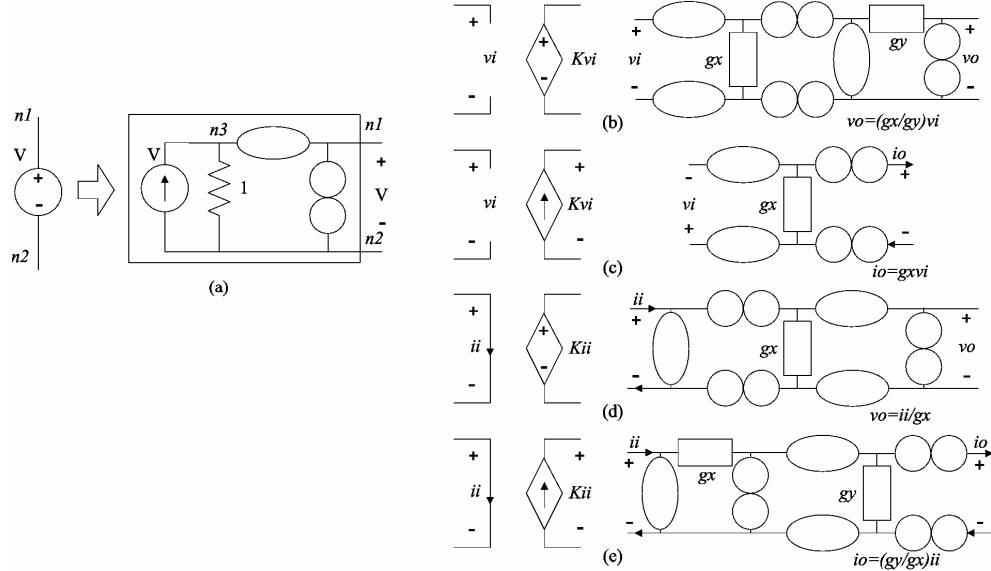 n1
V
+
-
n2
n3
n1
V
1
+
V
-
n2
(a)
+
vi
-
+
-
Kvi
+
vi
-
gx
gy
+
vo
-
(b)
vo=(gx/gy)vi
+
vi
-
Kvi
+
-
-
vi
+
gx
io
+
-
(c)
io=gxvi
+
ii
-
+
-
Kii
ii
+
-
gx
+
vo
-
(d)
vo=ii/gx
+
ii
-
Kii
+
-
ii
+
-
gx
gy
io
+
-
(e)
io=(gy/gx)ii